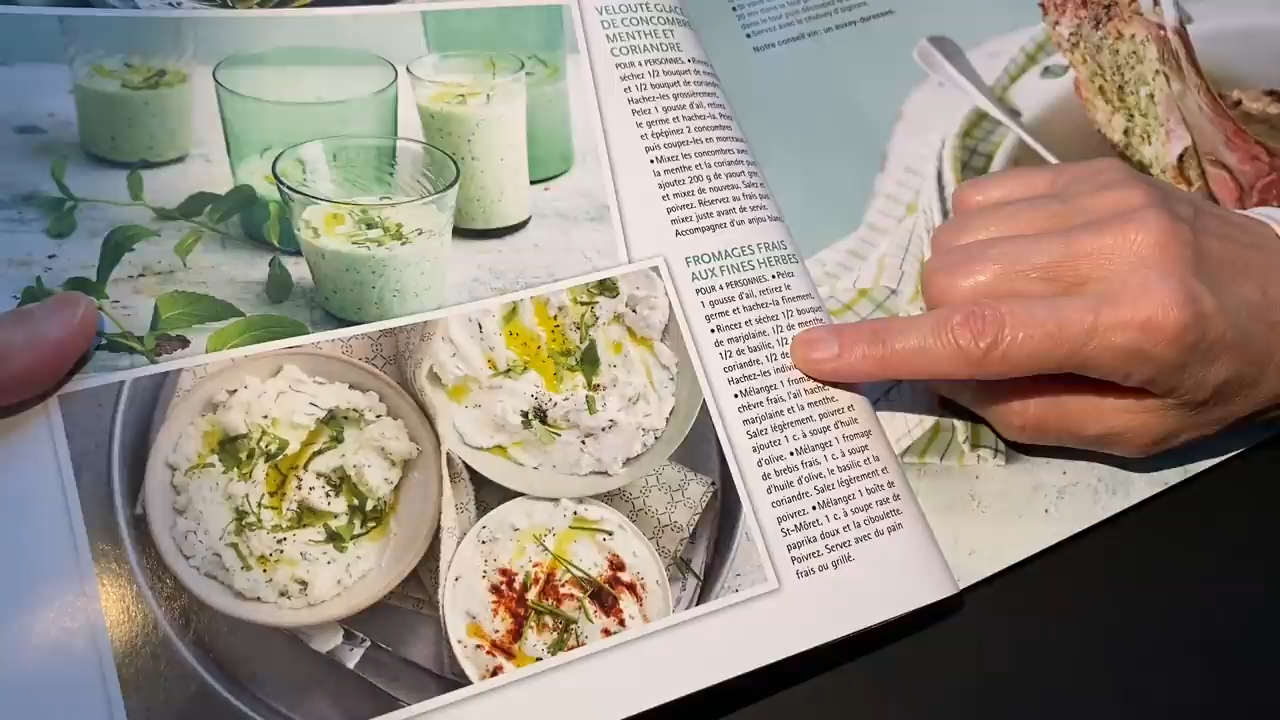 VELOUTÉ GLACÉ
DE CONCOMBRE
MENTHE ET
CORIANDRE
POUR 4 PERSONNES. •
séchez 1/2 bouquet de
et 1/2 bouquet de
Hachez-les grossièrement.
Pelez 1 gousse d'ail, retirez
le germe et hachez-la.
et épépinez 2 concombres
puis coupez-les en
• Mixez les concombres avec
la menthe et la coriandre
ajoutez 200 g de yaourt
et mixez de nouveau. Salez
poivrez. Réservez au frais
mixez juste avant de servir.
Accompagnez d'un anjou blanc
FROMAGES FRAIS
AUX FINES HERBES
POUR 4 PERSONNES. • Pelez
1 gousse d'ail, retirez le
germe et hachez-la finement.
• Rincez et séchez 1/2 bouquet
de marjolaine, 1/2 de menthe,
1/2 de basilic, 1/2
coriandre, 1/2 de
Hachez-les
• Mélangez 1
chèvre frais, l'ail haché
marjolaine et la menthe.
Salez légèrement, poivrez et
ajoutez 1 c. à soupe d'huile
d'olive. • Mélangez 1 fromage
de brebis frais, 1 c. à soupe
d'huile d'olive, le basilic et la
coriandre. Salez légèrement et
poivrez. • Mélangez 1 boîte de
St-Môret, 1 c. à soupe rase de
paprika doux et la ciboulette.
Poivrez. Servez avec du pain
frais ou grillé.
• Servez avec le chutney d'oignons.
Notre conseil vin : un auxey-duresses.